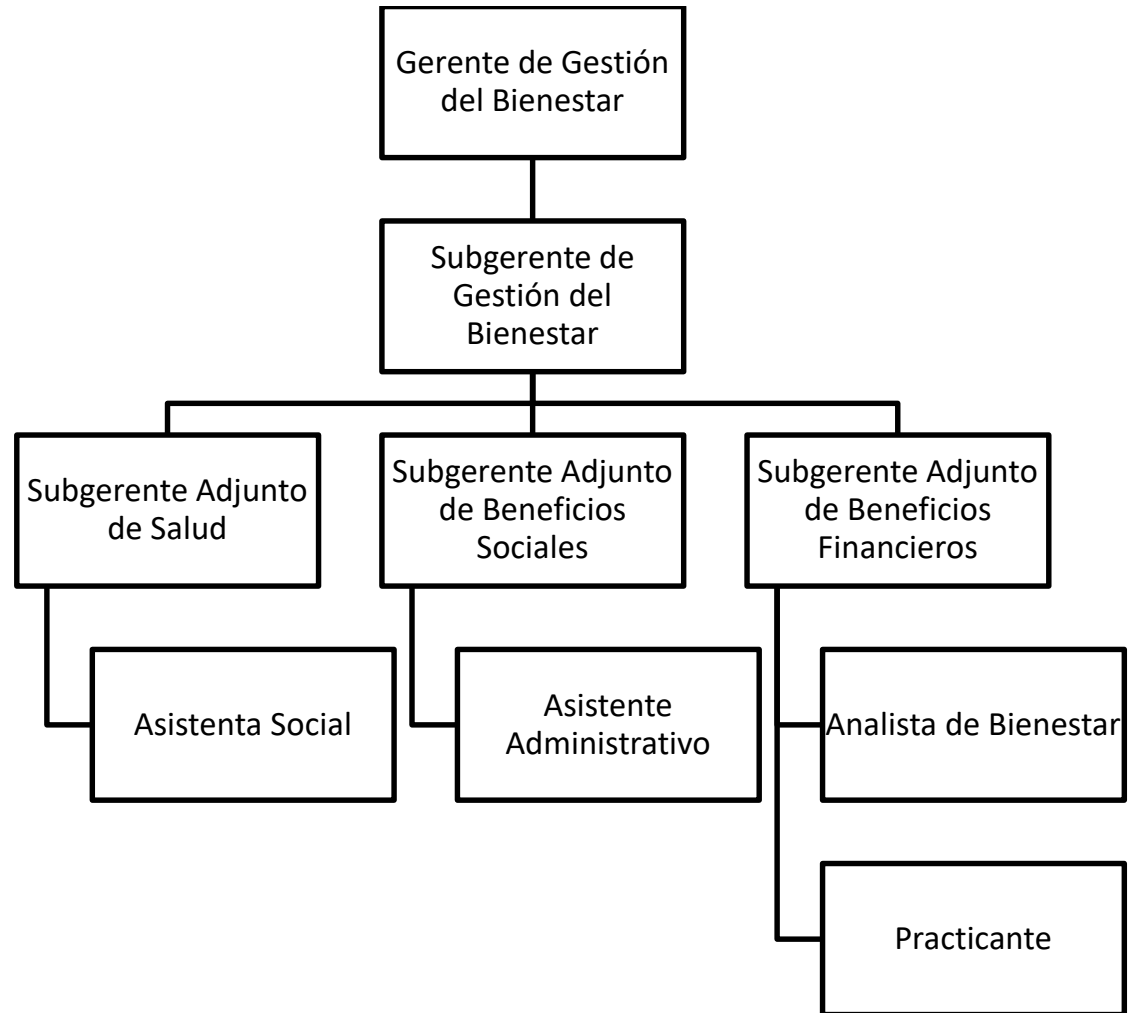 Gerente de Gestión
del Bienestar
Subgerente de
Gestión del
Bienestar
Subgerente Adjunto
de Salud
Subgerente Adjunto
de Beneficios
Sociales
Subgerente Adjunto
de Beneficios
Financieros
Asistenta Social
Asistente
Administrativo
Analista de Bienestar
Practicante